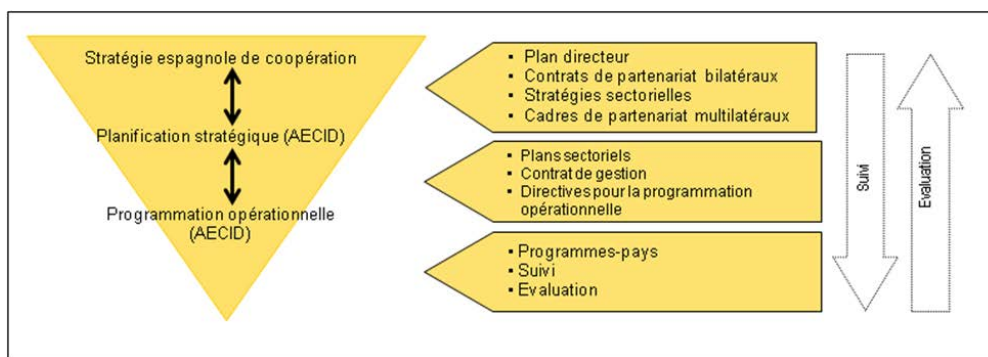 Stratégie espagnole de coopération
Planification stratégique (AECID)
Programmation opérationnelle
(AECID)
▪ Plan directeur
▪ Contrats de partenariat bilatéraux
▪ Stratégies sectorielles
▪ Cadres de partenariat multilatéraux
▪ Plans sectoriels
▪ Contrat de gestion
▪ Directives pour la programmation
opérationnelle
▪ Programmes-pays
▪ Suivi
▪ Evaluation
Suivi
Evaluation